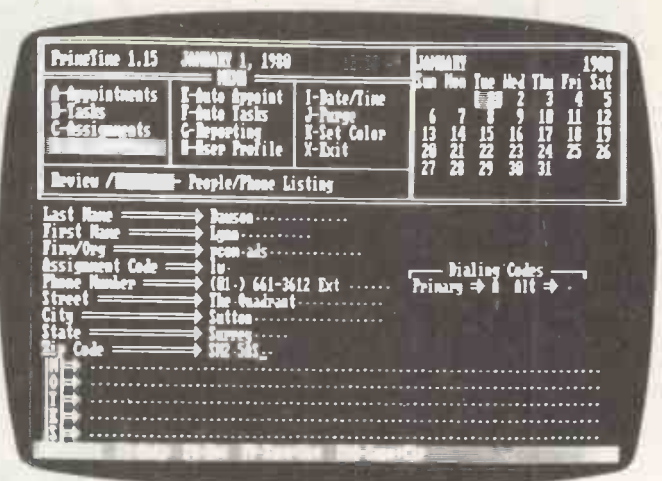 PrimeTime 1.15 JANUARY 1, 1980
MENU
A-Appointments
B-Tasks
C-Assignments
E-Auto Appoint
F-Auto Tasks
G-Reporting
H-User Profile
I-Date/Time
J-Purge
K-Set Color
X-Exit
JANUARY 1980
Sun Mon Tue Wed Thu Fri Sat
1 2 3 4 5
6 7 8 9 10 11 12
13 14 15 16 17 18 19
20 21 22 23 24 25 26
27 28 29 30 31
Review / - People/Phone Listing
Last Name Dawson
First Name Lynn
Firm/Org pcon-ads
Assignment Code
Phone Number (01-) 661-3612 Ext
Street The Quadrant
City Sutton
State Surrey
Code SM2 5AS
Dialing Codes
Primary ⇒ Alt ⇒
NOTES